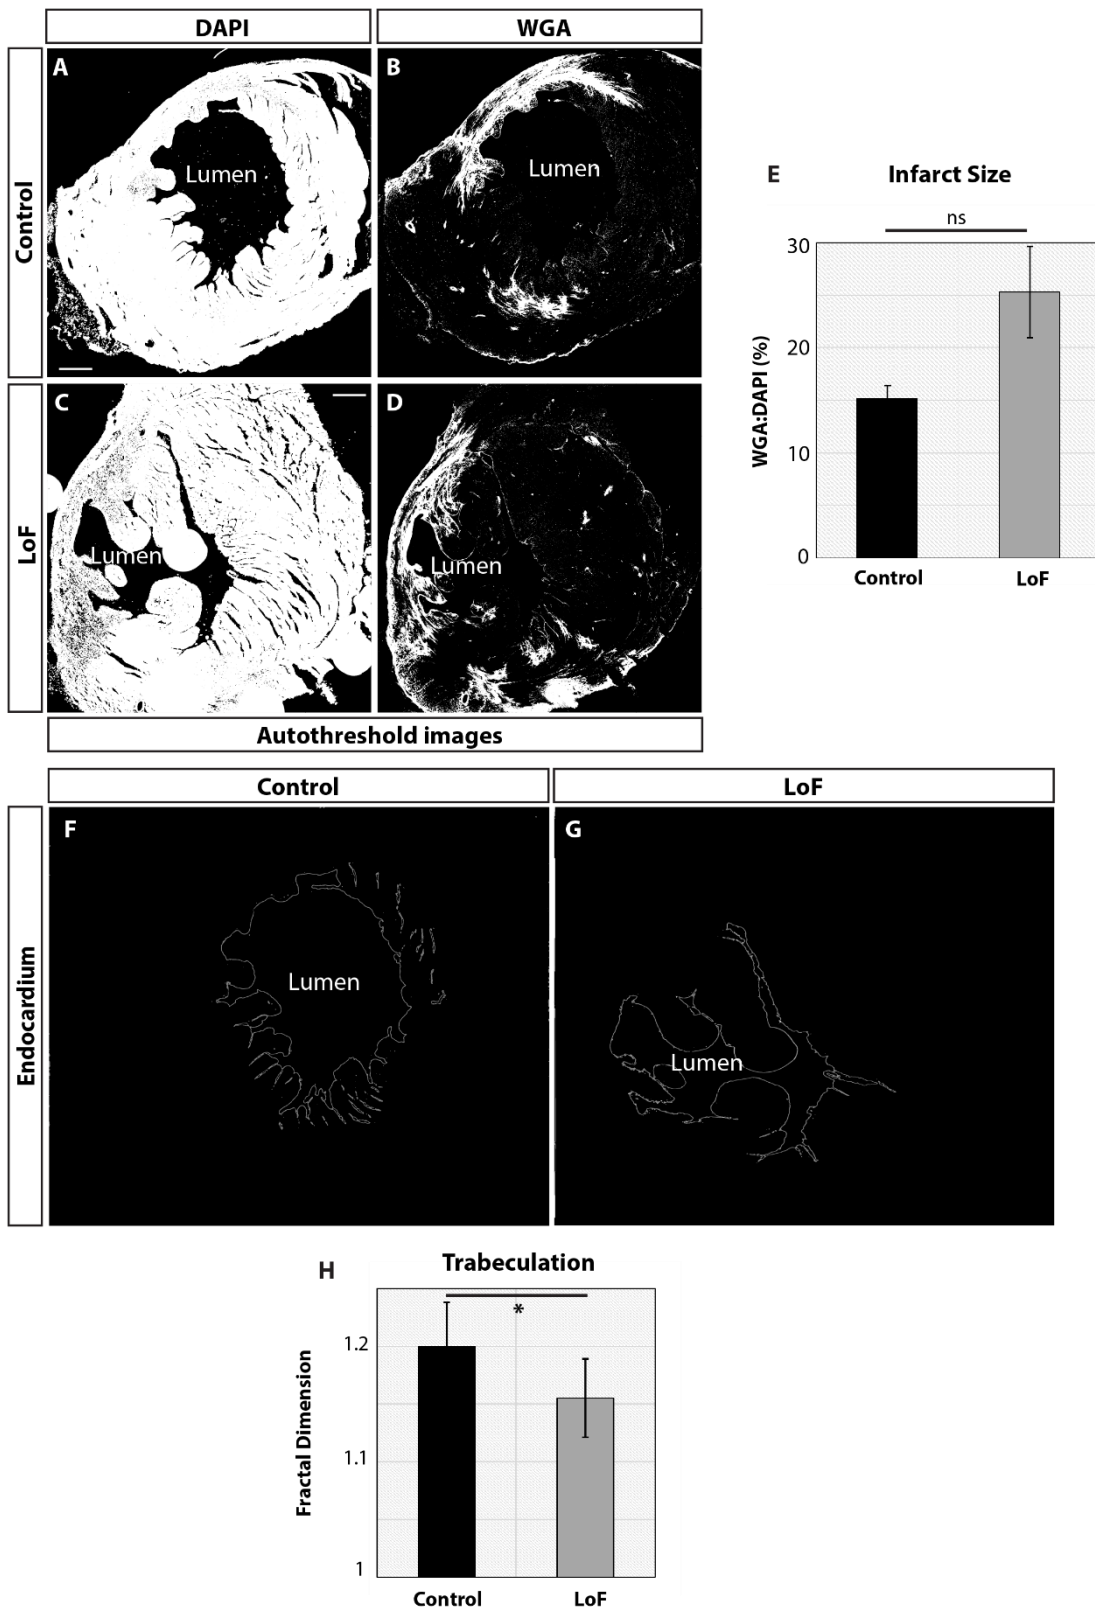 DAPI
WGA
Control
A
Lumen
B
Lumen
LoF
C
Lumen
D
Lumen
Autothreshold images
E
Infarct Size
ns
30
20
10
0
WGA:DAPI (%)
Control
LoF
Control
LoF
Endocardium
F
Lumen
G
Lumen
H
Trabeculation
*
1.2
1.1
1
Fractal Dimension
Control
LoF